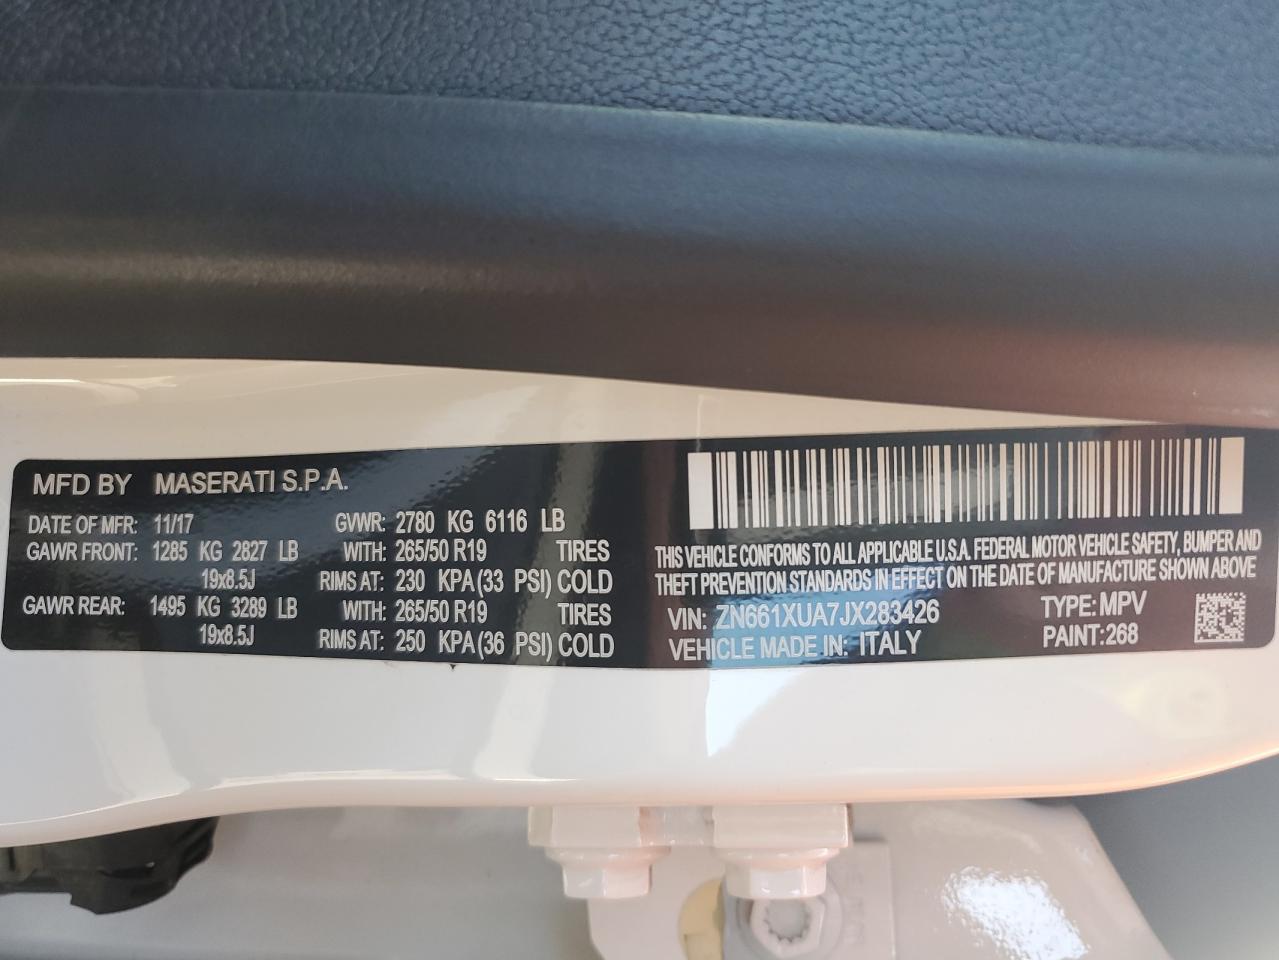 MFD BY MASERATI S.P.A.
DATE OF MFR: 11/17 GVWR: 2780 KG 6116 LB
GAWR FRONT: 1285 KG 2827 LB WITH: 265/50 R19 TIRES
19x8.5J RIMS AT: 230 KPA(33 PSI) COLD
GAWR REAR: 1495 KG 3289 LB WITH: 265/50 R19 TIRES
19x8.5J RIMS AT: 250 KPA(36 PSI) COLD
THIS VEHICLE CONFORMS TO ALL APPLICABLE U.S.A. FEDERAL MOTOR VEHICLE SAFETY, BUMPER AND
THEFT PREVENTION STANDARDS IN EFFECT ON THE DATE OF MANUFACTURE SHOWN ABOVE
VIN: ZN661XUA7JX283426 TYPE: MPV
VEHICLE MADE IN: ITALY PAINT: 268